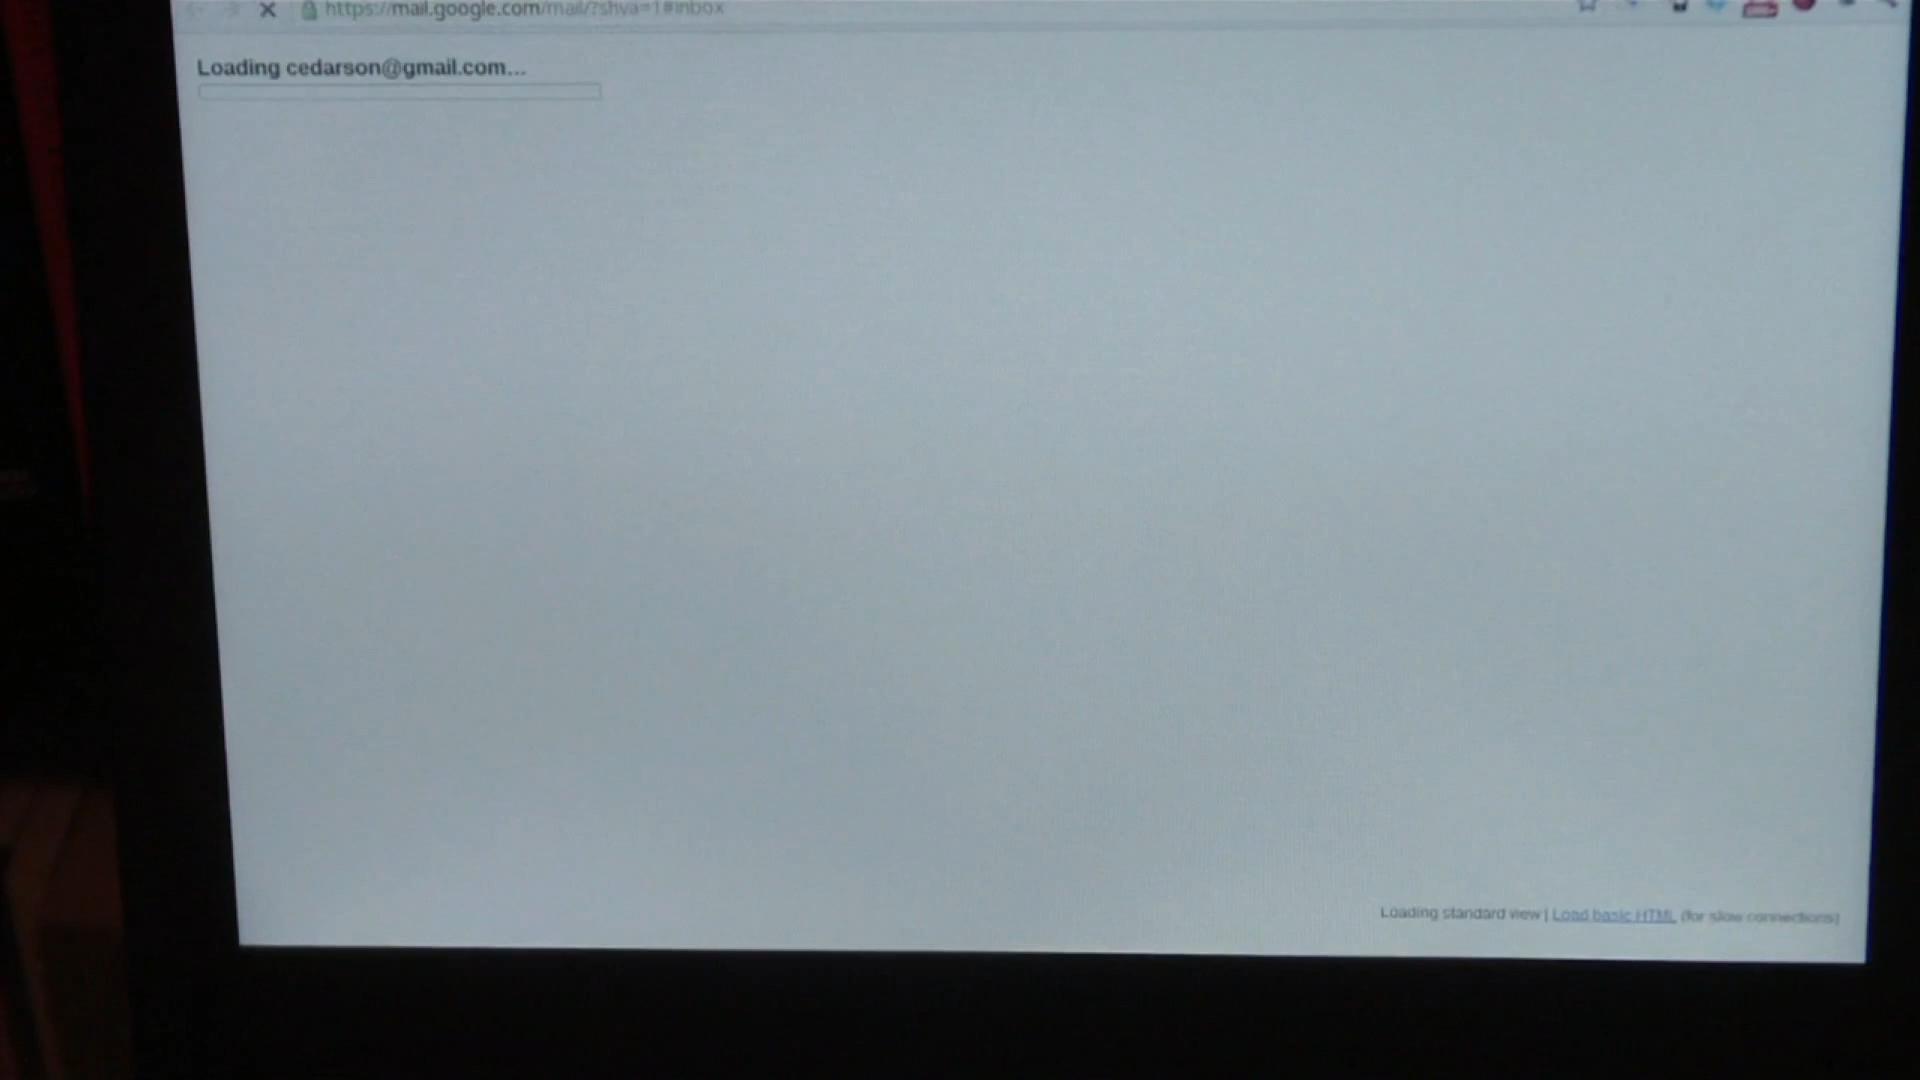 https://mail.google.com/mail/?shva=1#inbox
Loading cedarson@gmail.com...
Loading standard view | Load basic HTML (for slow connections)